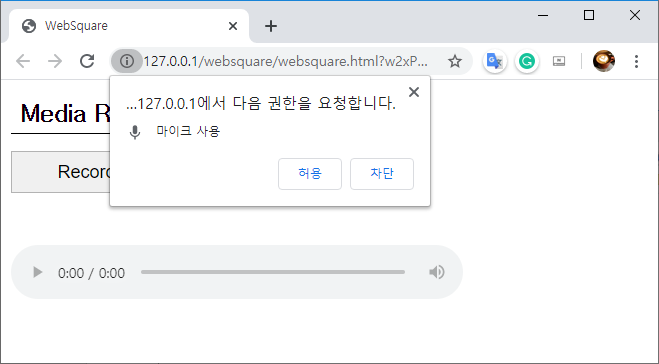 WebSquare
127.0.0.1/websquare/websquare.html?w2xP...
...127.0.0.1에서 다음 권한을 요청합니다.
마이크 사용
허용
차단
Media R
Record
0:00 / 0:00